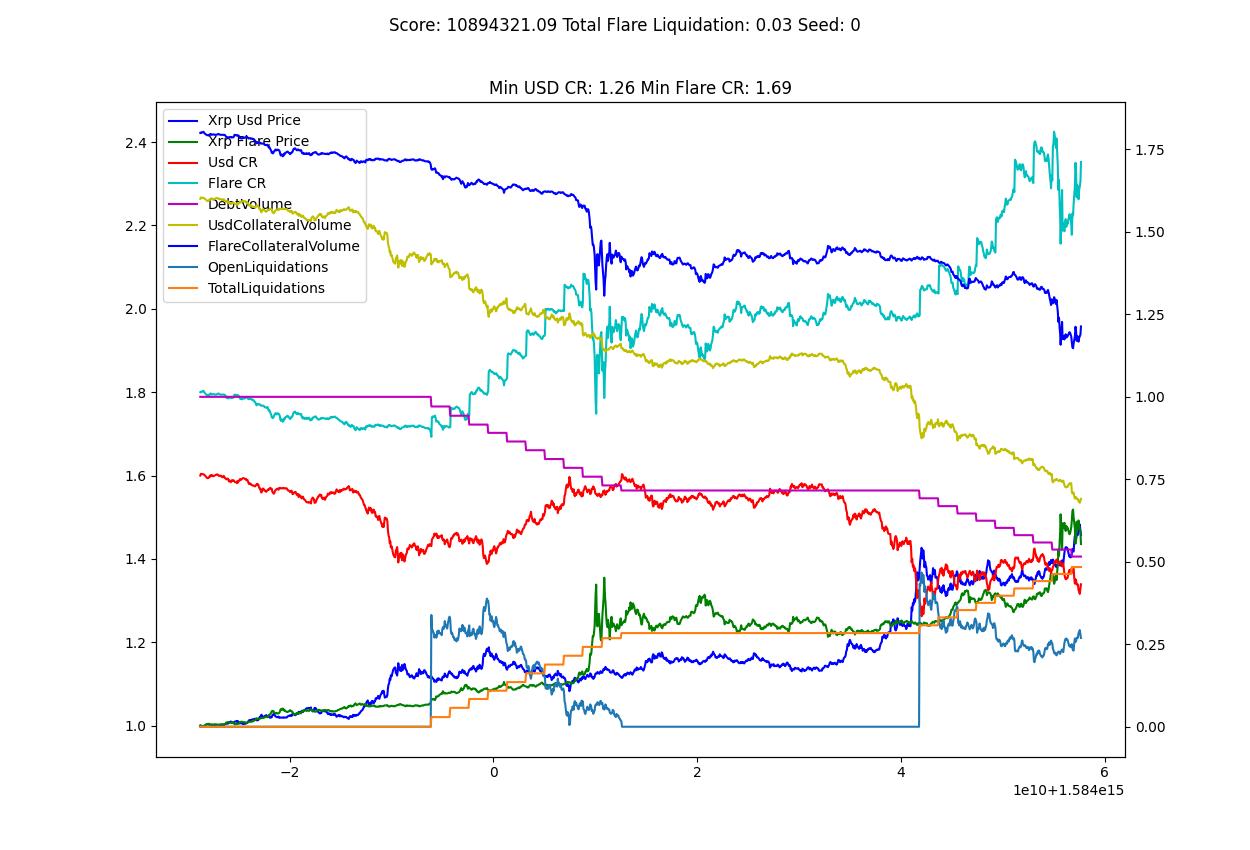 Score: 10894321.09 Total Flare Liquidation: 0.03 Seed: 0
Min USD CR: 1.26 Min Flare CR: 1.69
Xrp Usd Price
Xrp Flare Price
Usd CR
Flare CR
DebtVolume
UsdCollateralVolume
FlareCollateralVolume
OpenLiquidations
TotalLiquidations
2.4
2.2
2.0
1.8
1.6
1.4
1.2
1.0
1.75
1.50
1.25
1.00
0.75
0.50
0.25
0.00
−2
0
2
4
6
1e10+1.584e15